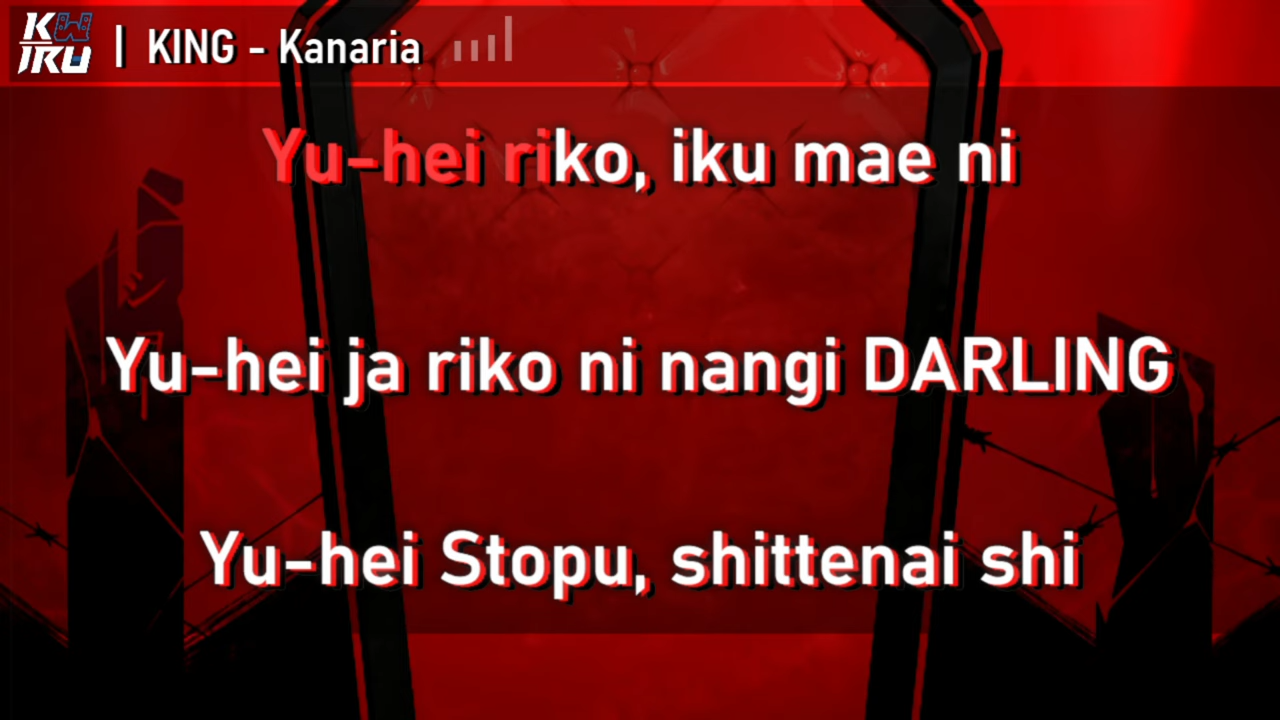 KW
IRU | KING - Kanaria
Yu-hei riko, iku mae ni
Yu-hei ja riko ni nangi DARLING
Yu-hei Stopu, shittenai shi